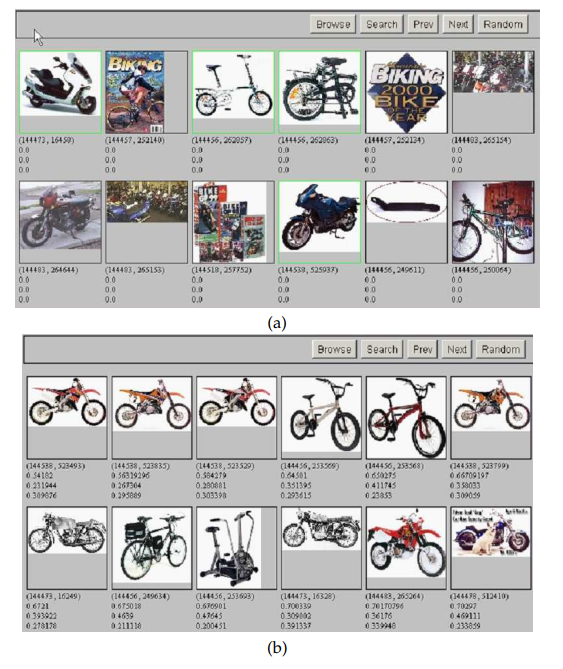 Browse Search Prev Next Random
BIKING
BIKING
2000
BIKE
OF THE
YEAR
(144473, 16458) (144457, 252140) (144456, 262857) (144456, 262863) (144457, 252134) (144483, 265154)
0.0 0.0 0.0 0.0 0.0 0.0
0.0 0.0 0.0 0.0 0.0 0.0
0.0 0.0 0.0 0.0 0.0 0.0
(144483, 264644) (144483, 265153) (144518, 257752) (144538, 525937) (144456, 249611) (144456, 250064)
0.0 0.0 0.0 0.0 0.0 0.0
0.0 0.0 0.0 0.0 0.0 0.0
0.0 0.0 0.0 0.0 0.0 0.0
(a)
Browse Search Prev Next Random
(144538, 523493) (144538, 523835) (144538, 523529) (144456, 253569) (144456, 253568) (144538, 523799)
0.54182 0.56339296 0.584279 0.64501 0.650275 0.66709197
0.231944 0.267304 0.280881 0.351395 0.411745 0.358033
0.309876 0.295889 0.303398 0.293615 0.23853 0.309059
(144473, 16249) (144456, 249634) (144456, 253693) (144473, 16328) (144483, 265264) (144478, 512410)
0.6721 0.675018 0.676901 0.700339 0.70170796 0.70297
0.393922 0.4639 0.47645 0.309802 0.36176 0.469111
0.278178 0.211118 0.200451 0.391337 0.339948 0.233859
(b)